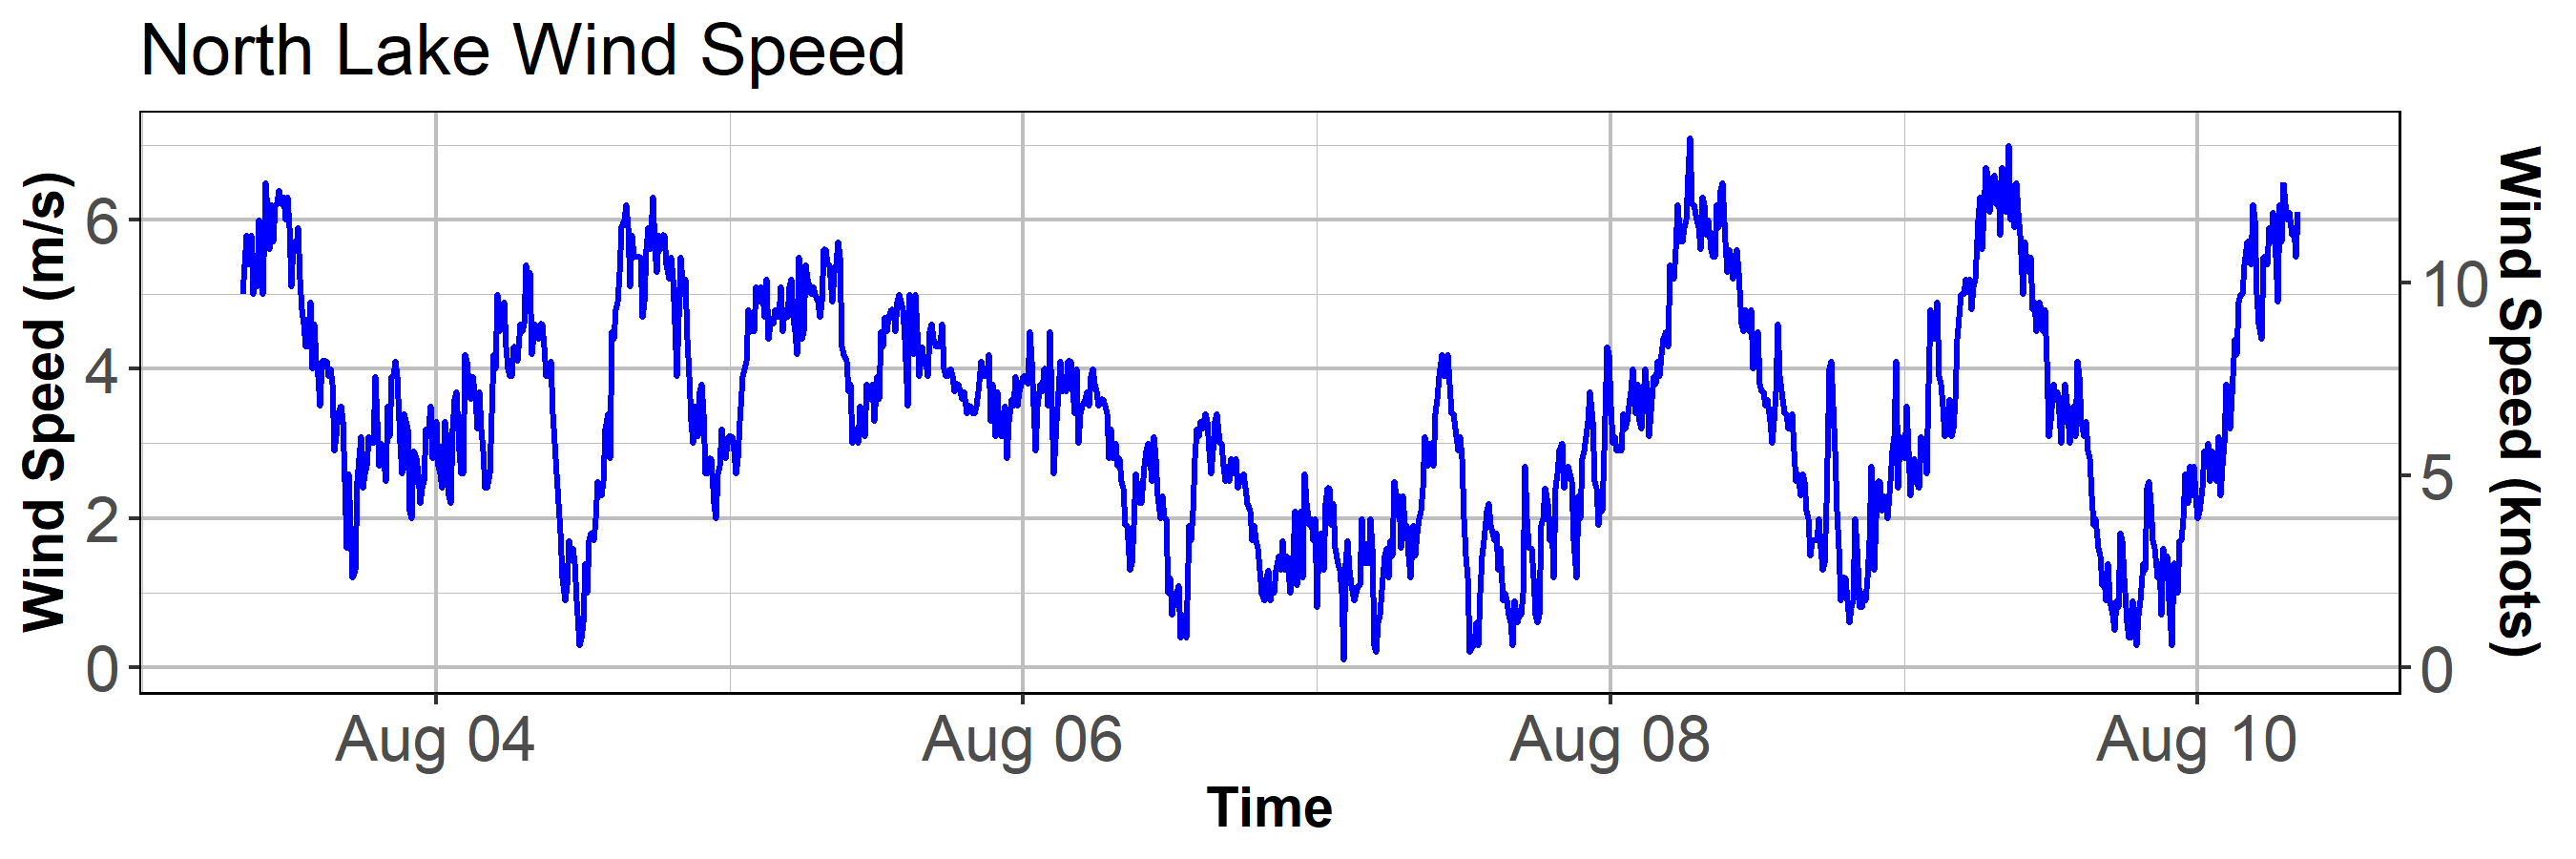 North Lake Wind Speed
Wind Speed (m/s)
6
4
2
0
10
5
0
Wind Speed (knots)
Aug 04
Aug 06
Aug 08
Aug 10
Time